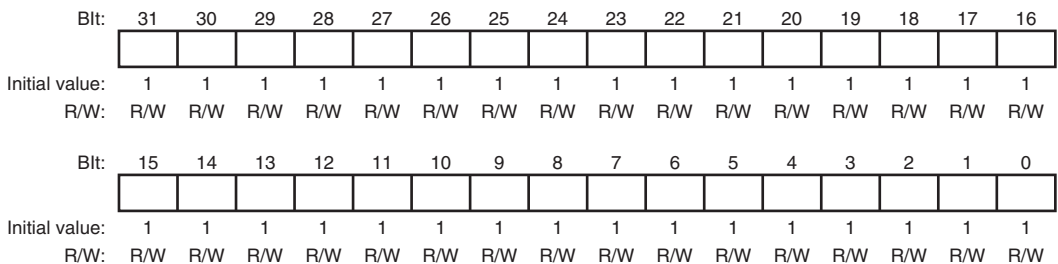 BIt: 31 30 29 28 27 26 25 24 23 22 21 20 19 18 17 16
Initial value: 1 1 1 1 1 1 1 1 1 1 1 1 1 1 1 1
R/W: R/W R/W R/W R/W R/W R/W R/W R/W R/W R/W R/W R/W R/W R/W R/W R/W
BIt: 15 14 13 12 11 10 9 8 7 6 5 4 3 2 1 0
Initial value: 1 1 1 1 1 1 1 1 1 1 1 1 1 1 1 1
R/W: R/W R/W R/W R/W R/W R/W R/W R/W R/W R/W R/W R/W R/W R/W R/W R/W